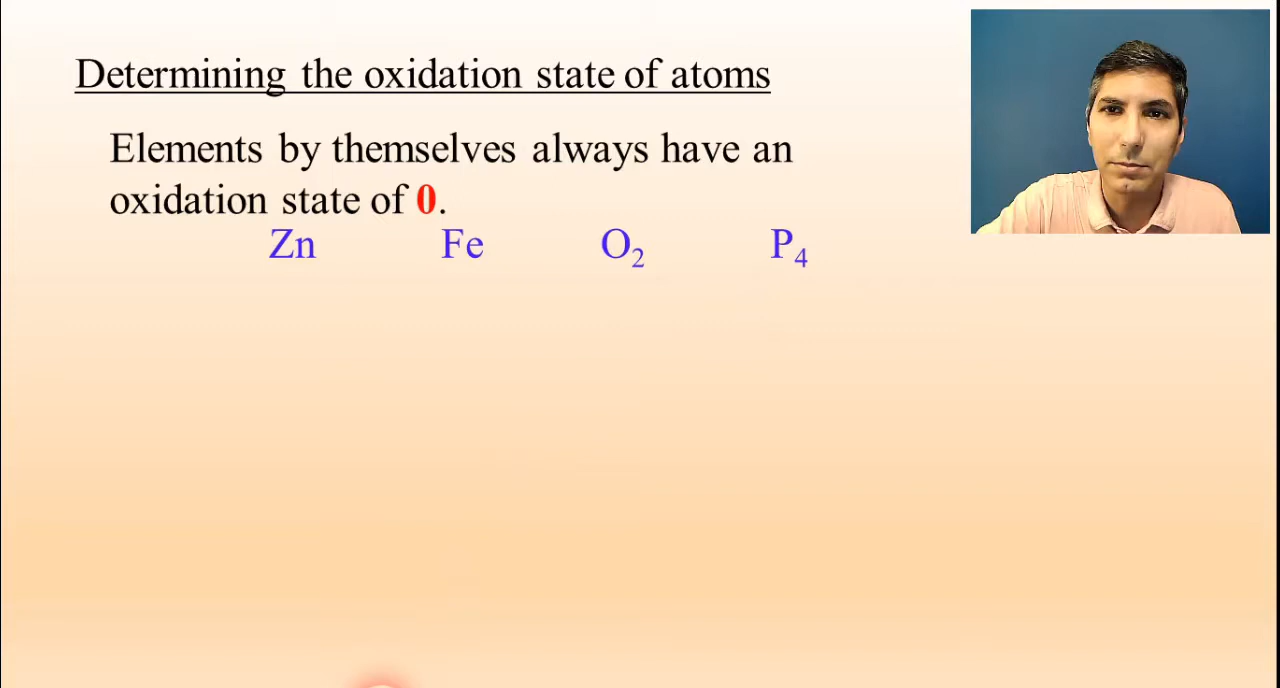 Determining the oxidation state of atoms
Elements by themselves always have an
oxidation state of 0.
Zn Fe O₂ P₄